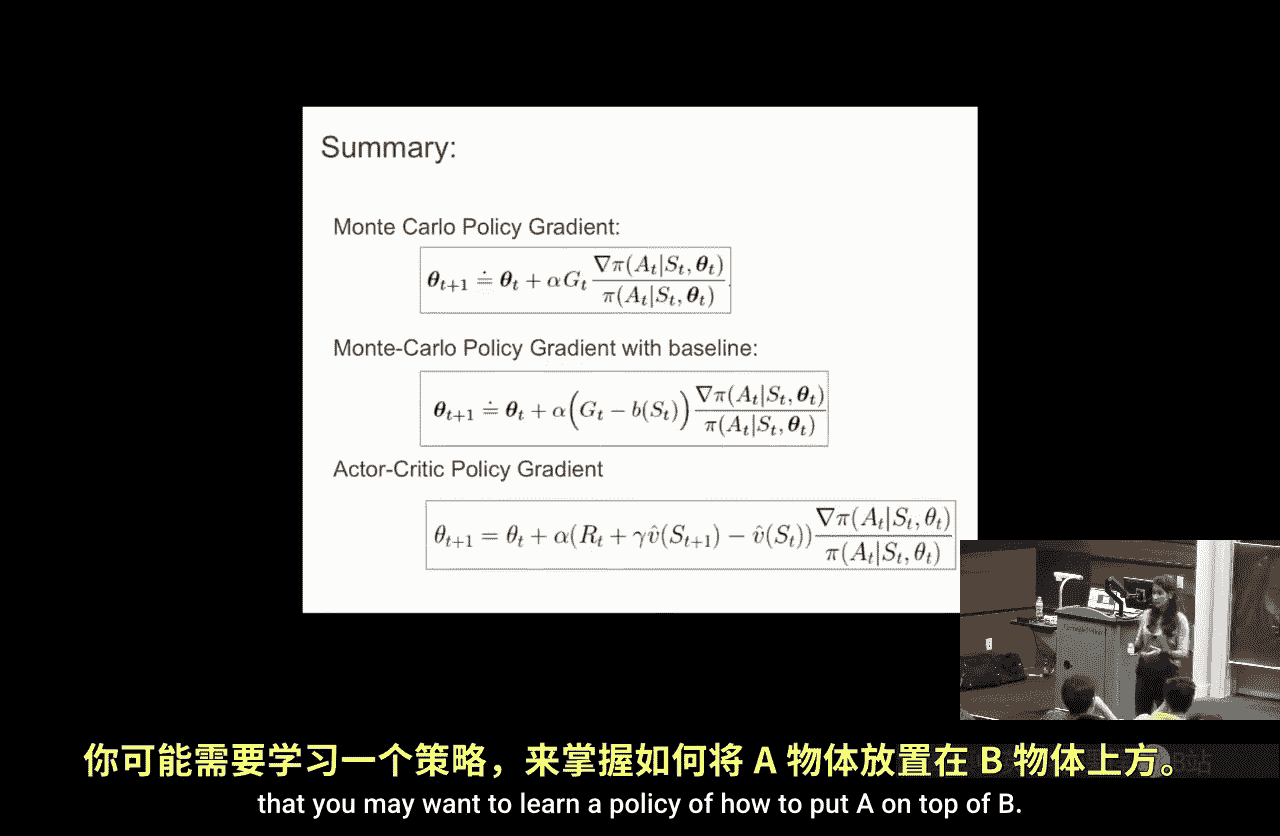 Summary:
Monte Carlo Policy Gradient:
θ_{t+1} ≐ θ_t + αG_t ∇π(A_t|S_t, θ_t) / π(A_t|S_t, θ_t).
Monte-Carlo Policy Gradient with baseline:
θ_{t+1} ≐ θ_t + α(G_t − b(S_t)) ∇π(A_t|S_t, θ_t) / π(A_t|S_t, θ_t)
Actor-Critic Policy Gradient
θ_{t+1} = θ_t + α(R_t + γv̂(S_{t+1}) − v̂(S_t)) ∇π(A_t|S_t, θ_t) / π(A_t|S_t, θ_t)
你可能需要学习一个策略，来掌握如何将 A 物体放置在 B 物体上方。
that you may want to learn a policy of how to put A on top of B.